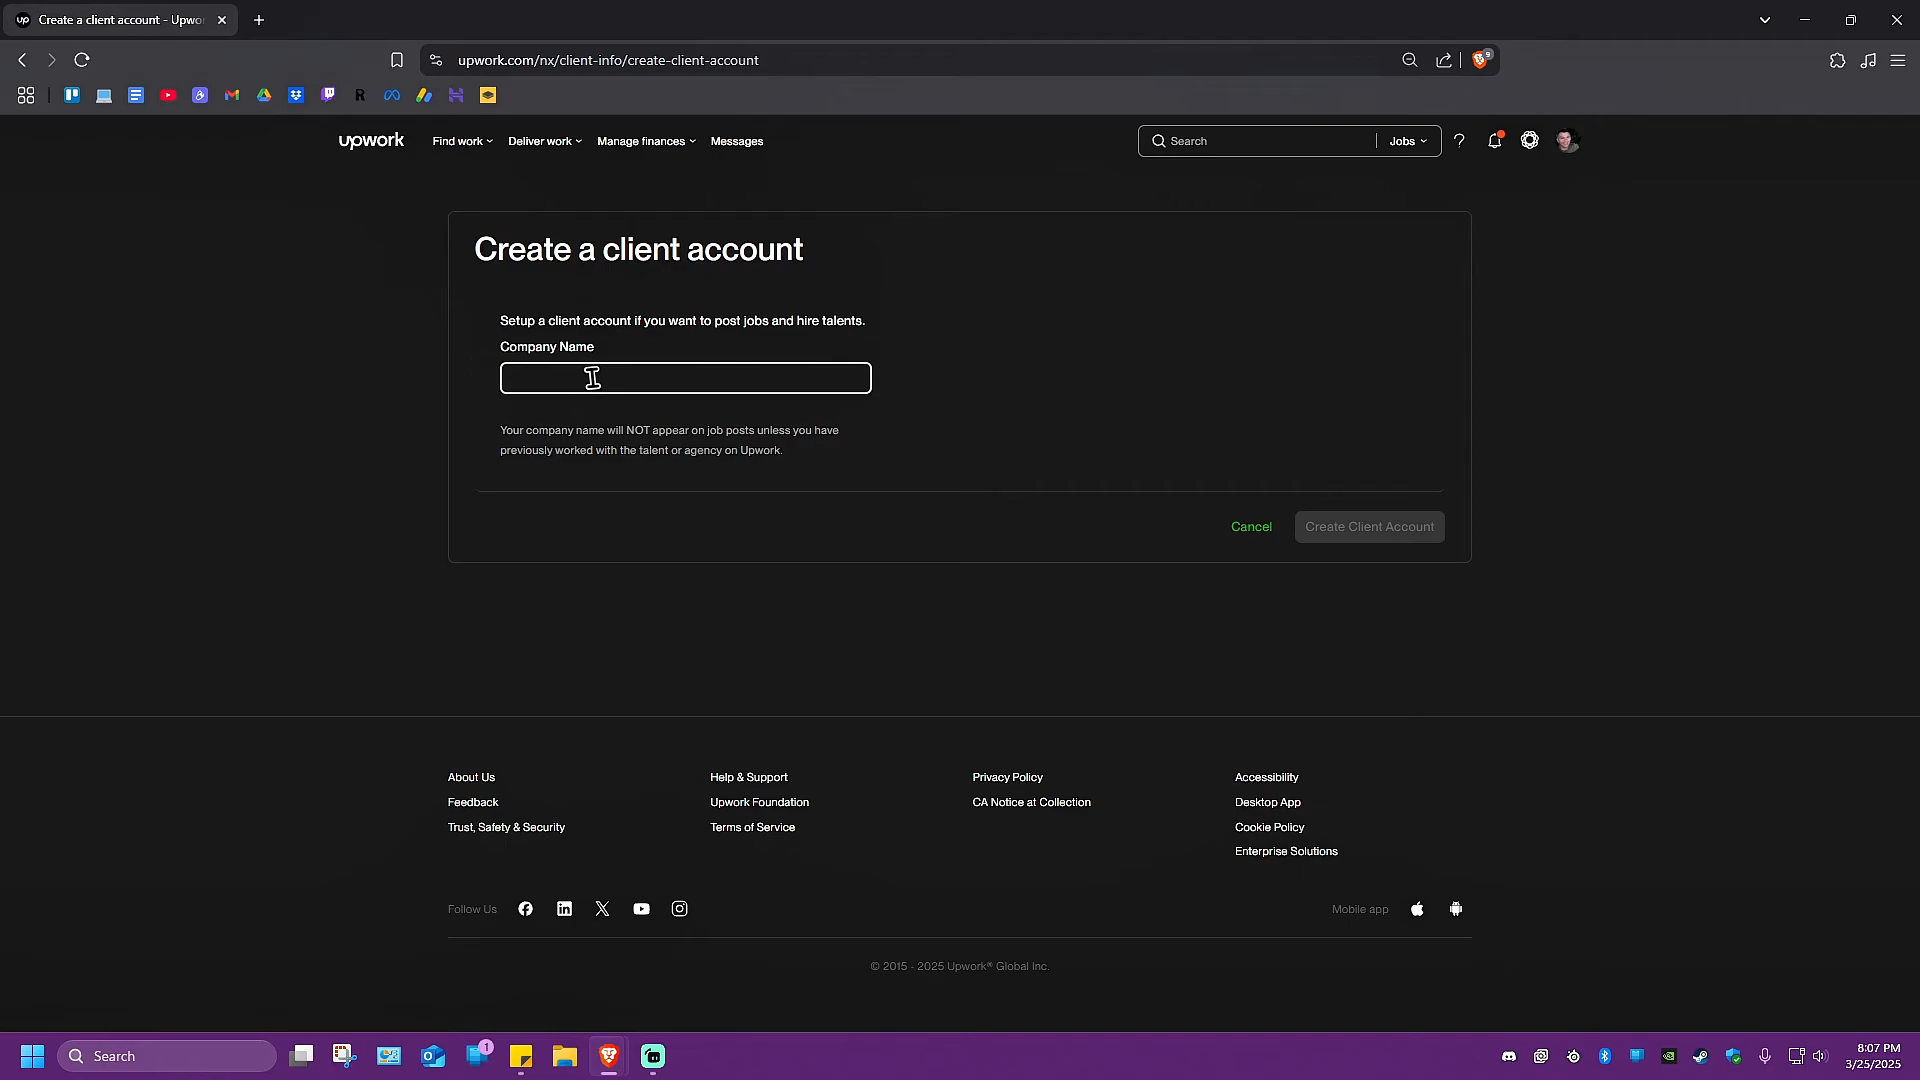 Create a client account - Upwo
upwork.com/nx/client-info/create-client-account
9
upwork
Find work
Deliver work
Manage finances
Messages
Search
Jobs
Create a client account
Setup a client account if you want to post jobs and hire talents.
Company Name
Your company name will NOT appear on job posts unless you have
previously worked with the talent or agency on Upwork.
Cancel
Create Client Account
About Us
Help & Support
Privacy Policy
Accessibility
Feedback
Upwork Foundation
CA Notice at Collection
Desktop App
Trust, Safety & Security
Terms of Service
Cookie Policy
Enterprise Solutions
Follow Us
Mobile app
© 2015 - 2025 Upwork® Global Inc.
Search
1
8:07 PM
3/25/2025